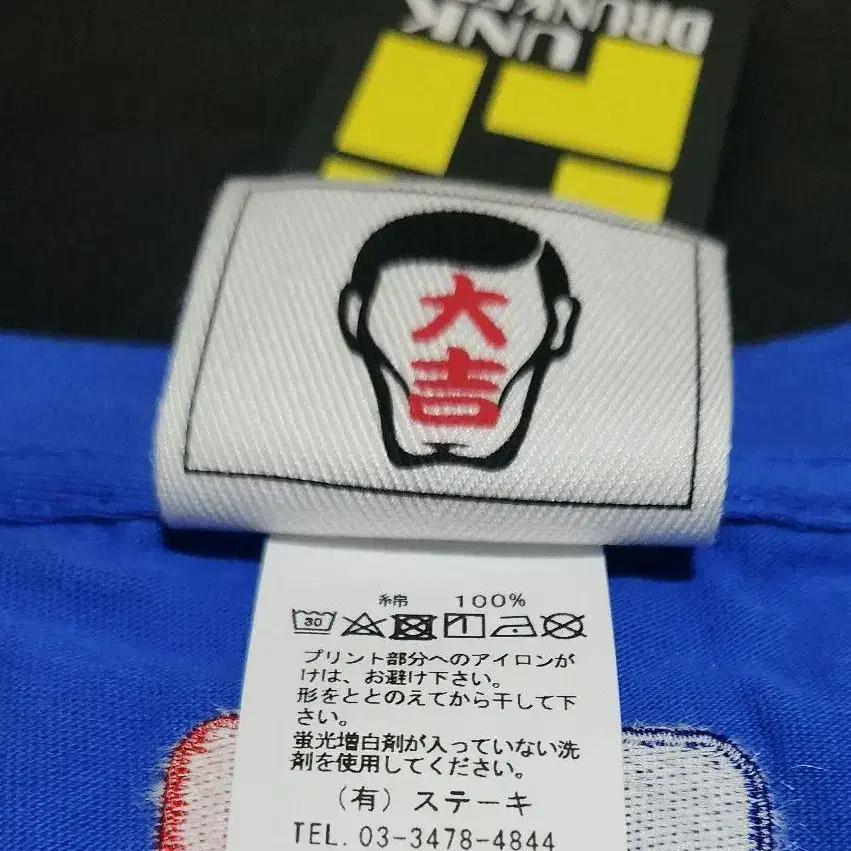 DRUNK
UNK
大
吉
綿 100%
30
プリント部分へのアイロンが
けは、お避け下さい。
形をととのえてから干して下
さい。
蛍光増白剤が入っていない洗
剤を使用してください。
(有) ステーキ
TEL. 03-3478-4844